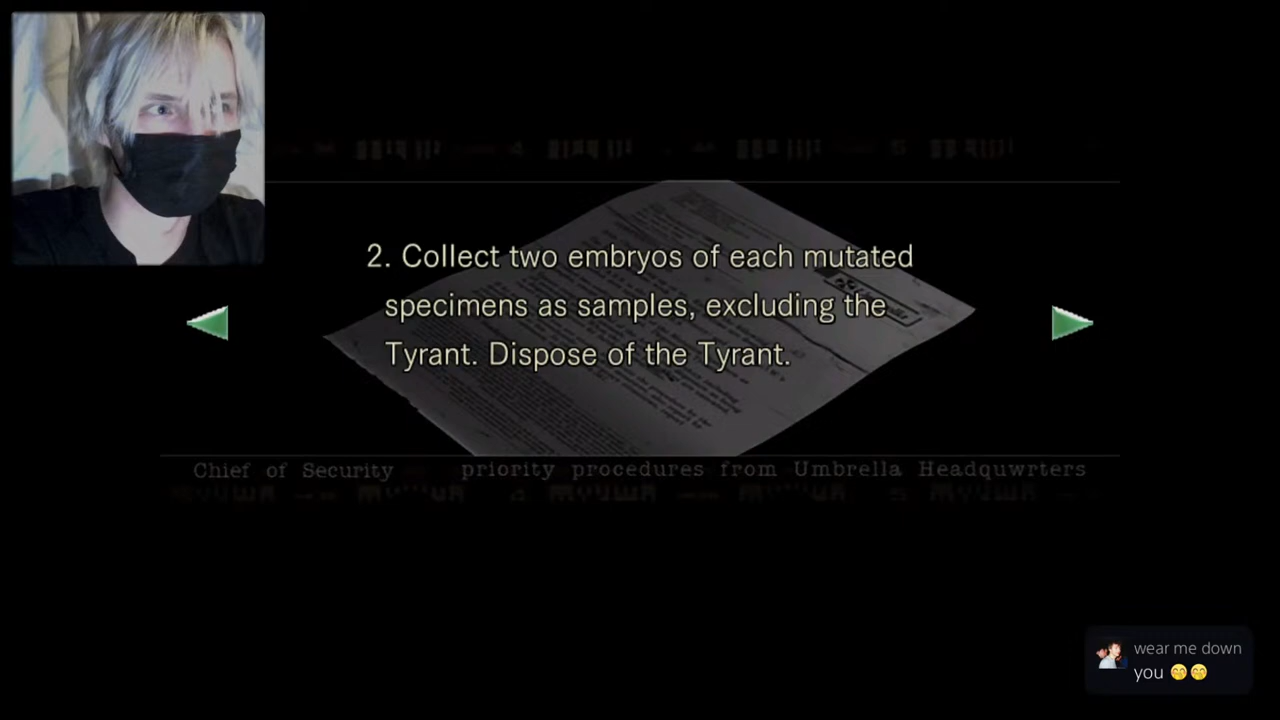 2. Collect two embryos of each mutated
specimens as samples, excluding the
Tyrant. Dispose of the Tyrant.
Chief of Security priority procedures from Umbrella Headquwrters
wear me down
you 🤭🤭